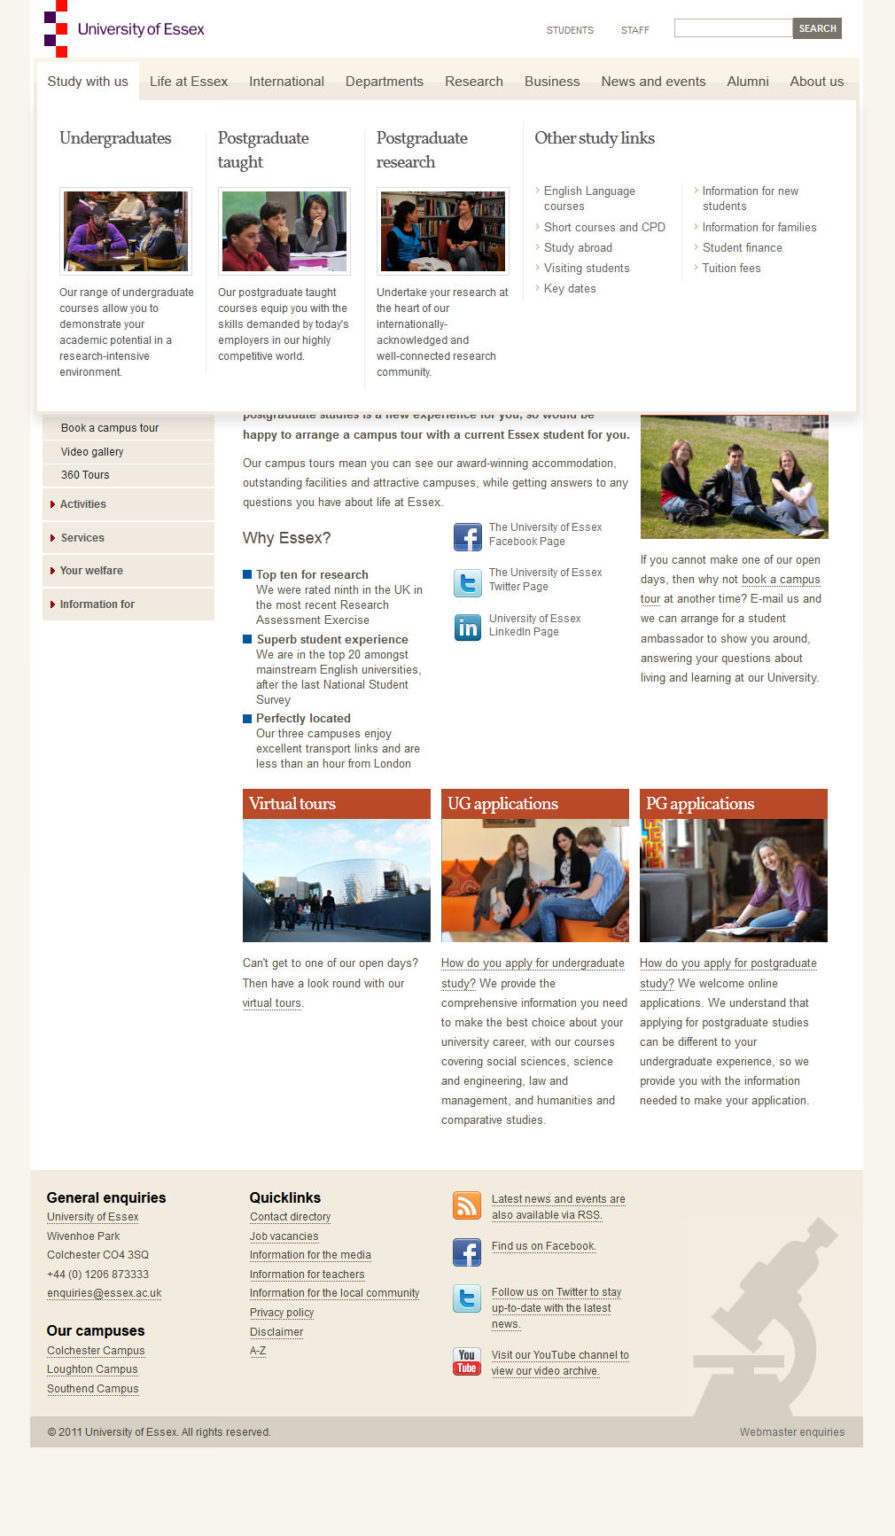 University of Essex
STUDENTS STAFF SEARCH
Study with us Life at Essex International Departments Research Business News and events Alumni About us
Undergraduates
Our range of undergraduate
courses allow you to
demonstrate your
academic potential in a
research-intensive
environment.
Postgraduate
taught
Our postgraduate taught
courses equip you with the
skills demanded by today's
employers in our highly
competitive world.
Postgraduate
research
Undertake your research at
the heart of our
internationally-
acknowledged and
well-connected research
community.
Other study links
English Language
courses
Short courses and CPD
Study abroad
Visiting students
Key dates
Information for new
students
Information for families
Student finance
Tuition fees
Book a campus tour
Video gallery
360 Tours
Activities
Services
Your welfare
Information for
postgraduate studies is a new experience for you, so would be
happy to arrange a campus tour with a current Essex student for you.
Our campus tours mean you can see our award-winning accommodation,
outstanding facilities and attractive campuses, while getting answers to any
questions you have about life at Essex.
Why Essex?
Top ten for research
We were rated ninth in the UK in
the most recent Research
Assessment Exercise
Superb student experience
We are in the top 20 amongst
mainstream English universities,
after the last National Student
Survey
Perfectly located
Our three campuses enjoy
excellent transport links and are
less than an hour from London
The University of Essex
Facebook Page
The University of Essex
Twitter Page
University of Essex
LinkedIn Page
If you cannot make one of our open
days, then why not book a campus
tour at another time? E-mail us and
we can arrange for a student
ambassador to show you around,
answering your questions about
living and learning at our University.
Virtual tours
Can't get to one of our open days?
Then have a look round with our
virtual tours.
UG applications
How do you apply for undergraduate
study? We provide the
comprehensive information you need
to make the best choice about your
university career, with our courses
covering social sciences, science
and engineering, law and
management, and humanities and
comparative studies.
PG applications
How do you apply for postgraduate
study? We welcome online
applications. We understand that
applying for postgraduate studies
can be different to your
undergraduate experience, so we
provide you with the information
needed to make your application.
General enquiries
University of Essex
Wivenhoe Park
Colchester CO4 3SQ
+44 (0) 1206 873333
enquiries@essex.ac.uk
Our campuses
Colchester Campus
Loughton Campus
Southend Campus
Quicklinks
Contact directory
Job vacancies
Information for the media
Information for teachers
Information for the local community
Privacy policy
Disclaimer
A-Z
Latest news and events are
also available via RSS.
Find us on Facebook.
Follow us on Twitter to stay
up-to-date with the latest
news.
You
Tube
Visit our YouTube channel to
view our video archive.
© 2011 University of Essex. All rights reserved.
Webmaster enquiries